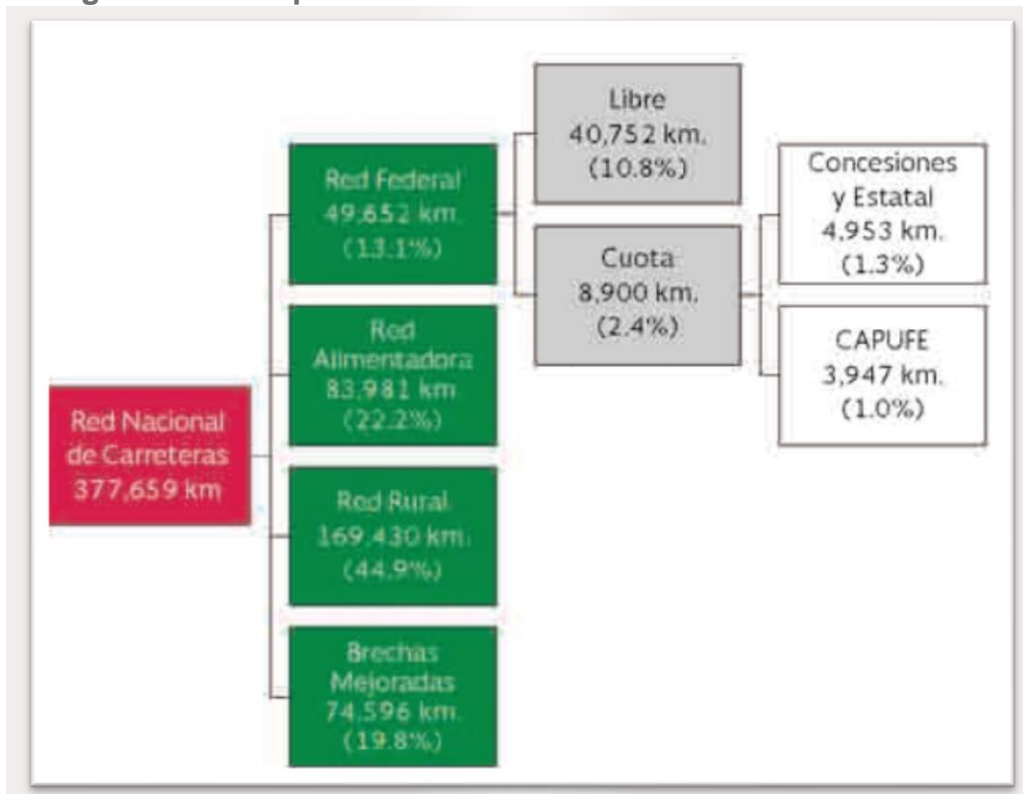 Red Nacional
de Carreteras
377,659 km
Red Federal
49,652 km.
(13.1%)
Red
Alimentadora
83,981 km.
(22.2%)
Red Rural
169,430 km.
(44.9%)
Brechas
Mejoradas
74,596 km.
(19.8%)
Libre
40,752 km.
(10.8%)
Cuota
8,900 km.
(2.4%)
Concesiones
y Estatal
4,953 km.
(1.3%)
CAPUFE
3,947 km.
(1.0%)